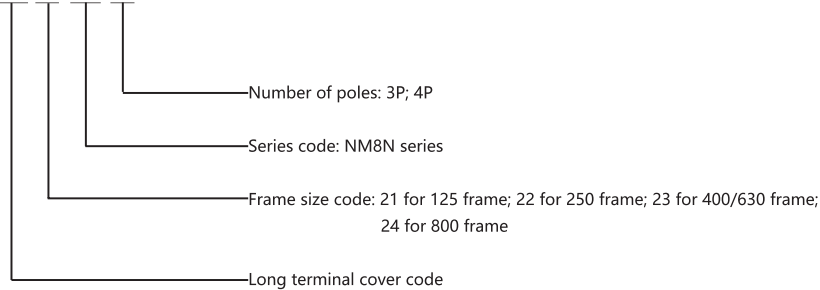 Number of poles: 3P; 4P
Series code: NM8N series
Frame size code: 21 for 125 frame; 22 for 250 frame; 23 for 400/630 frame;
24 for 800 frame
Long terminal cover code